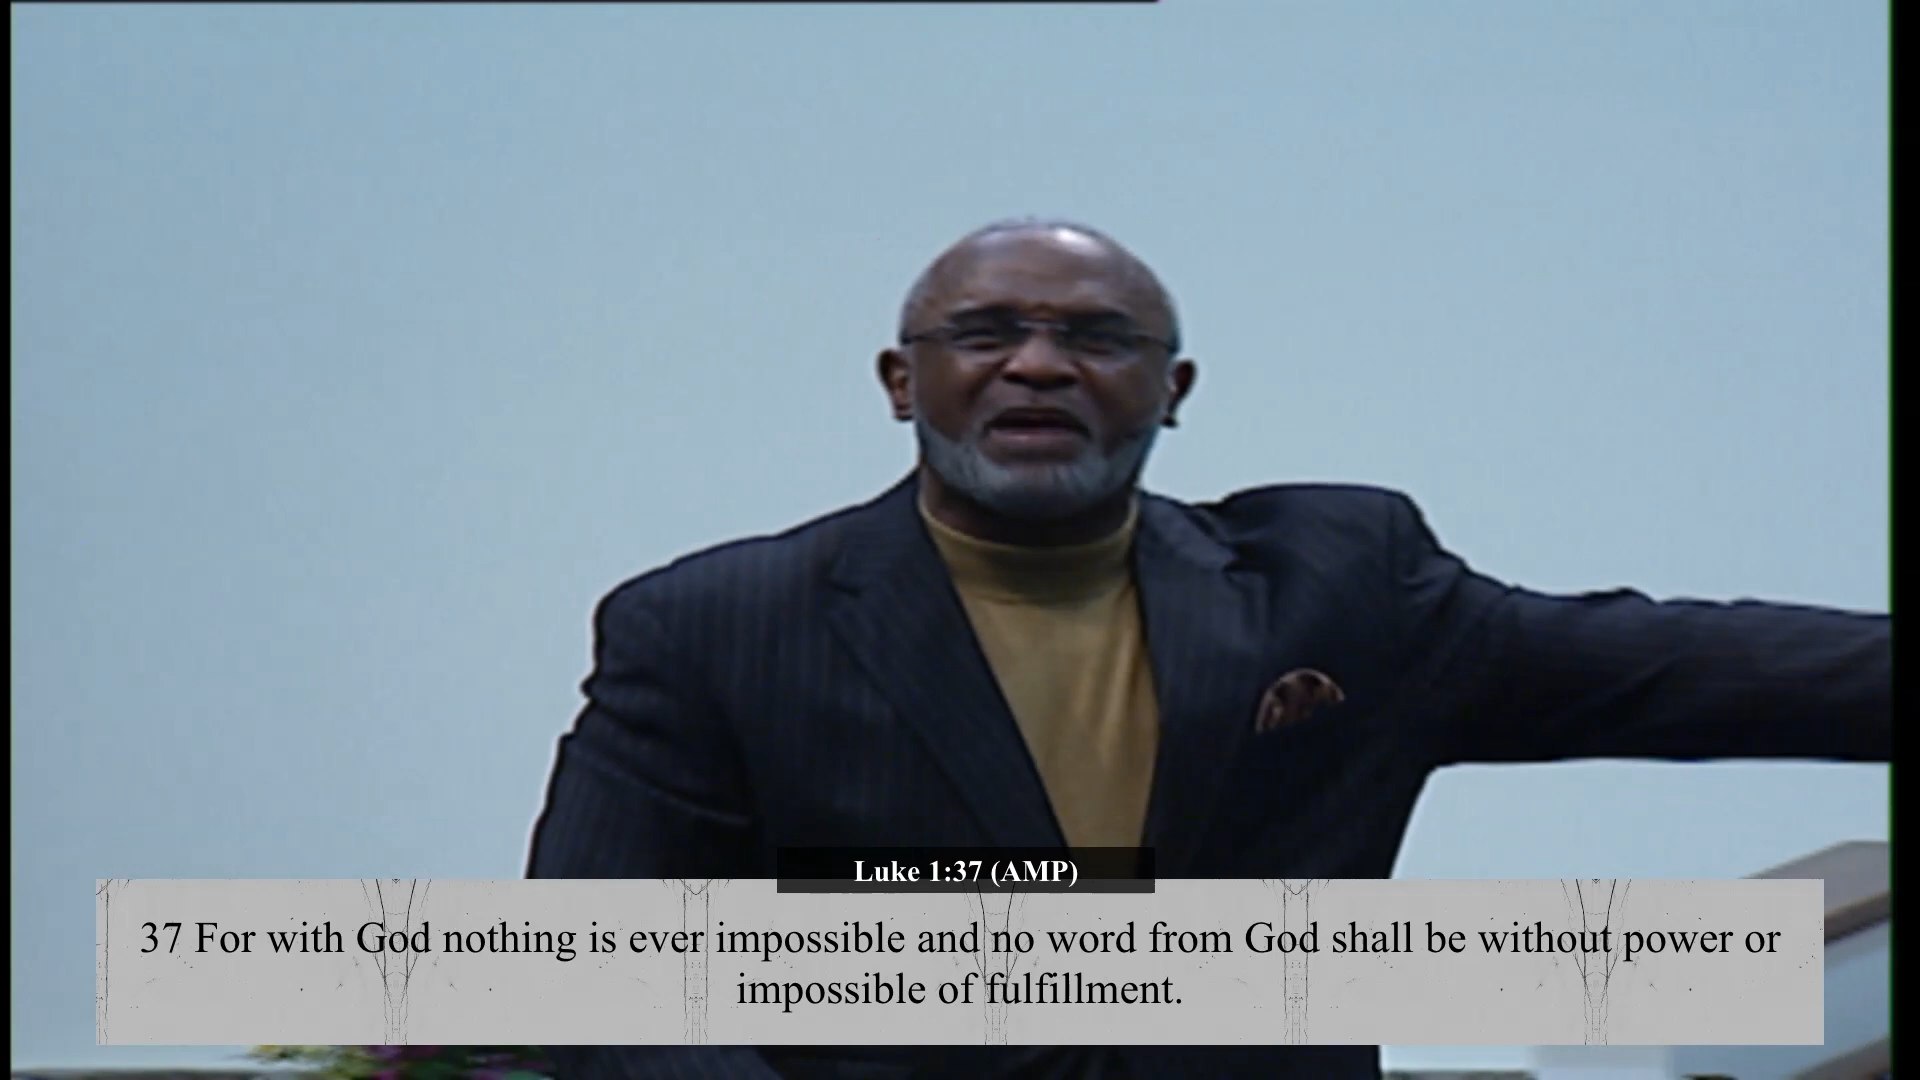 Luke 1:37 (AMP)
37 For with God nothing is ever impossible and no word from God shall be without power or
impossible of fulfillment.